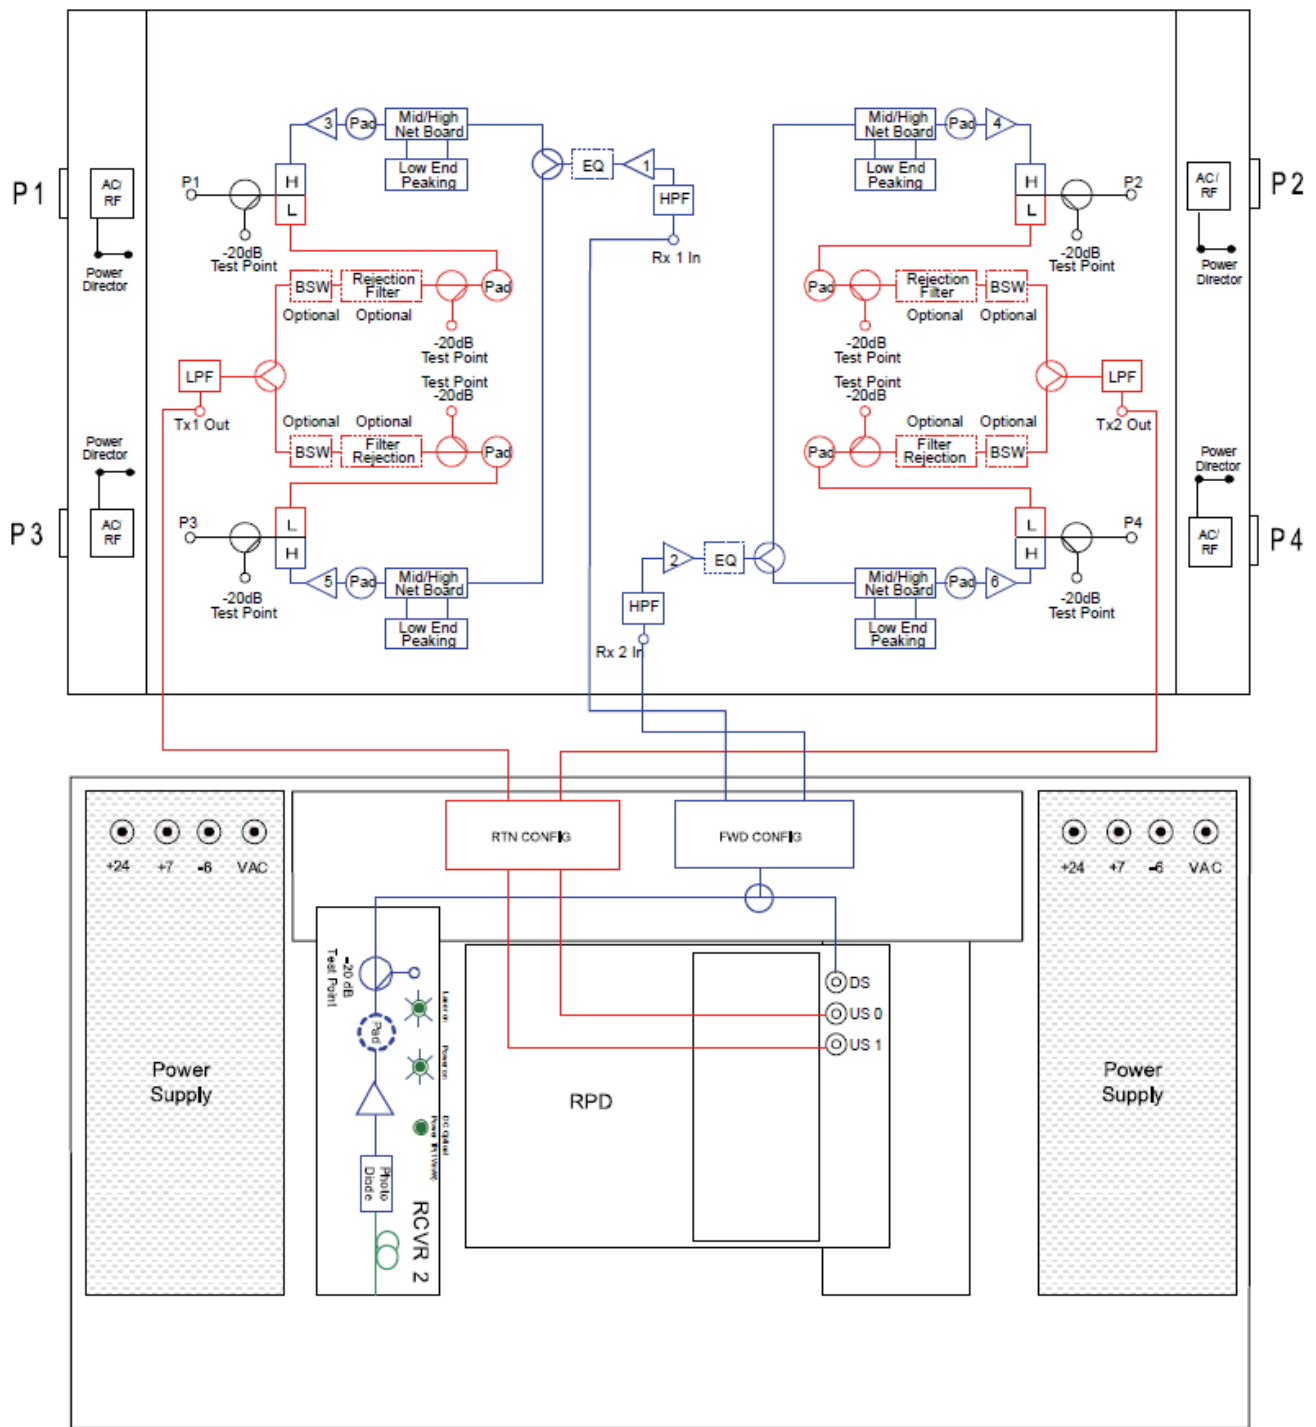 3 Pad Mid/High Net Board
Low End Peaking
EQ 1
HPF
Rx 1 In
Mid/High Net Board Pad 4
Low End Peaking
P1
AC/ RF
Power Director
P1
H
L
-20dB
Test Point
H
L
P2
-20dB
Test Point
AC/ RF
P2
Power Director
BSW Rejection Filter Pad
Optional Optional
-20dB
Test Point
Pad Rejection Filter BSW
Optional Optional
-20dB
Test Point
LPF
Tx1 Out
LPF
Tx2 Out
Test Point
-20dB
Optional Optional
BSW Filter Rejection Pad
Test Point
-20dB
Optional Optional
Pad Filter Rejection BSW
Power Director
P3
AC/ RF
P3
L
H
-20dB
Test Point
5 Pad Mid/High Net Board
Low End Peaking
2 EQ
HPF
Rx 2 In
L
H
P4
-20dB
Test Point
Mid/High Net Board Pad 6
Low End Peaking
Power Director
AC/ RF
P4
+24 +7 -6 VAC
Power
Supply
RTN CONFIG
FWD CONFIG
+24 +7 -6 VAC
Power
Supply
-20 dB
Test Point
Pad
Laser on
Power on
DC Optical
Photo Diode
RCVR 2
RPD
DS
US 0
US 1